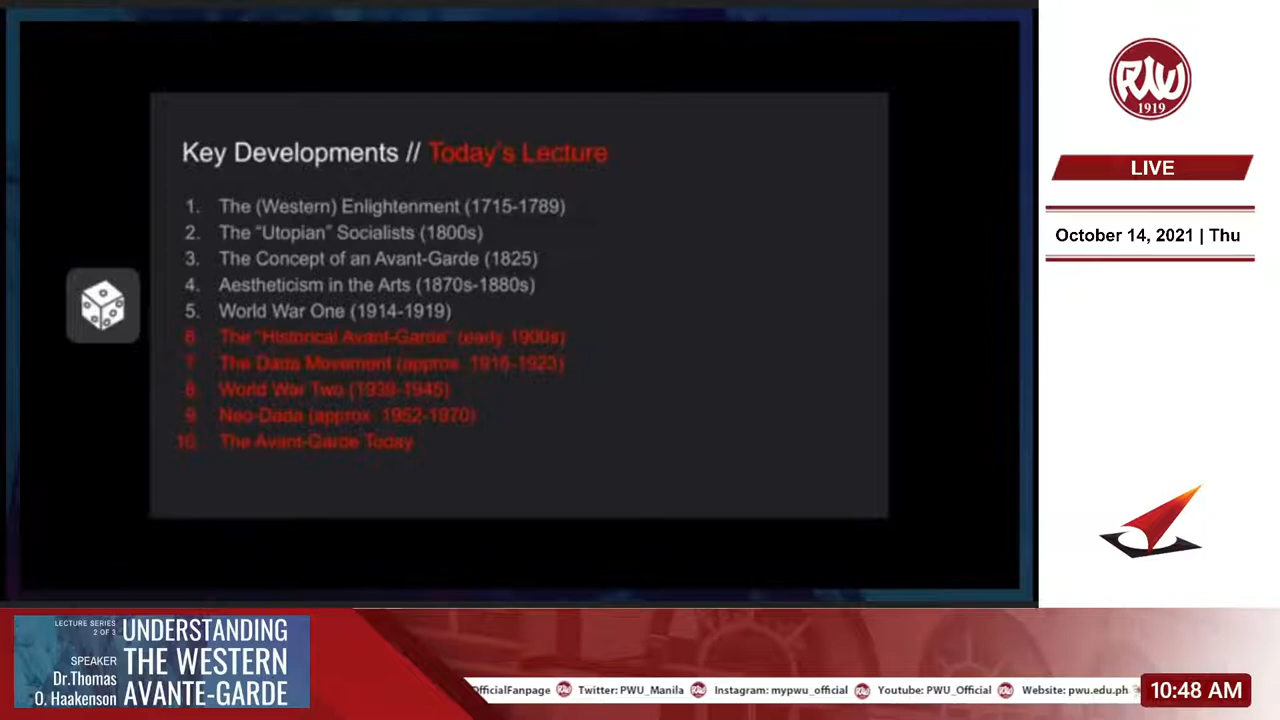 Key Developments // Today's Lecture
1. The (Western) Enlightenment (1715-1789)
2. The "Utopian" Socialists (1800s)
3. The Concept of an Avant-Garde (1825)
4. Aestheticism in the Arts (1870s-1880s)
5. World War One (1914-1919)
6. The "Historical Avant-Garde" (early 1900s)
7. The Dada Movement (approx. 1916-1923)
8. World War Two (1939-1945)
9. Neo-Dada (approx. 1952-1970)
10. The Avant-Garde Today
PWU
1919
LIVE
October 14, 2021 | Thu
LECTURE SERIES
2 OF 3
SPEAKER
Dr.Thomas
O. Haakenson
UNDERSTANDING
THE WESTERN
AVANTE-GARDE
OfficialFanpage Twitter: PWU_Manila Instagram: mypwu_official Youtube: PWU_Official Website: pwu.edu.ph
10:48 AM